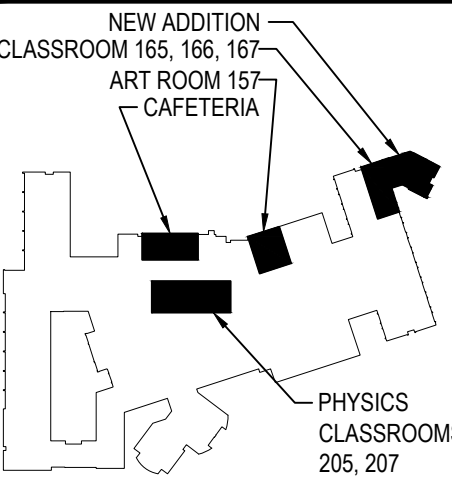 NEW ADDITION
CLASSROOM 165, 166, 167
ART ROOM 157
CAFETERIA
PHYSICS
CLASSROOMS
205, 207